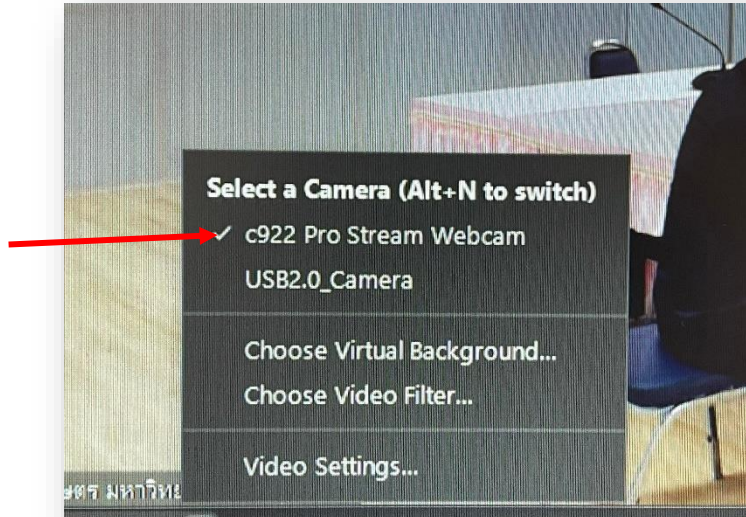 Select a Camera (Alt+N to switch)
✓ c922 Pro Stream Webcam
USB2.0_Camera
Choose Virtual Background...
Choose Video Filter...
Video Settings...